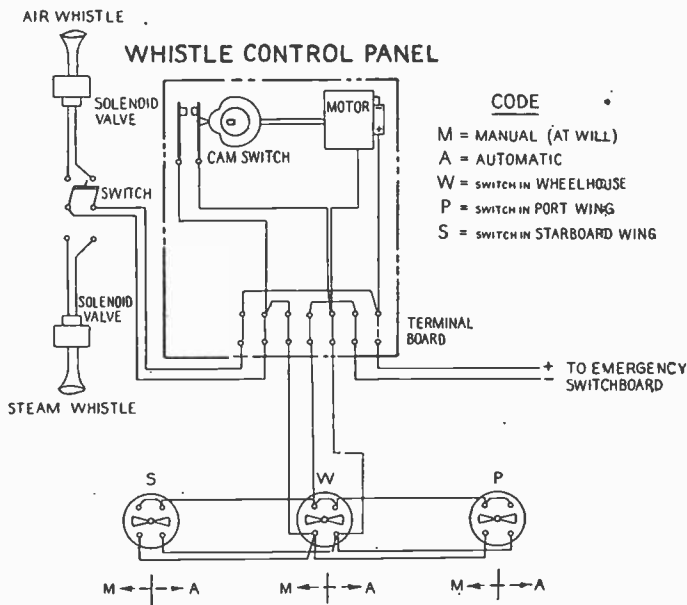 AIR WHISTLE
WHISTLE CONTROL PANEL
SOLENOID
VALVE
SWITCH
CAM SWITCH
MOTOR
-
+
CODE
M = MANUAL (AT WILL)
A = AUTOMATIC
W = SWITCH IN WHEELHOUSE
P = SWITCH IN PORT WING
S = SWITCH IN STARBOARD WING
SOLENOID
VALVE
STEAM WHISTLE
TERMINAL
BOARD
+ TO EMERGENCY
- SWITCHBOARD
S
W
P
M A
M A
M A